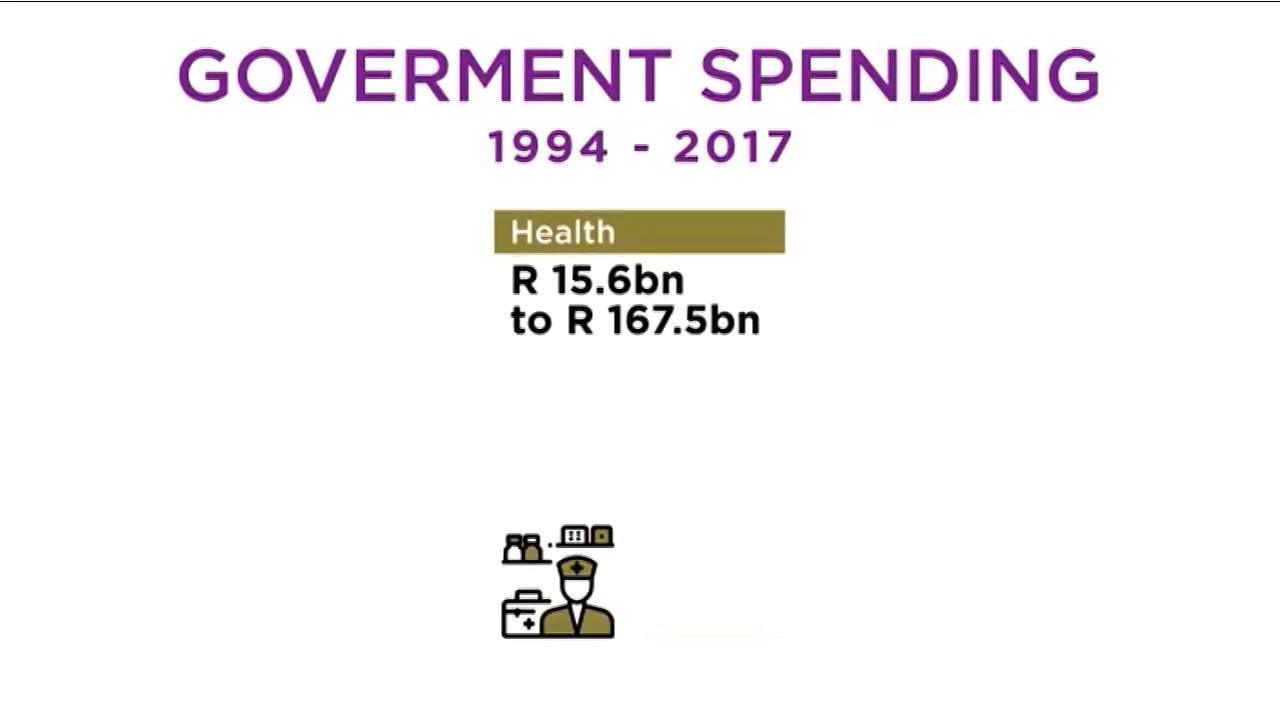 GOVERMENT SPENDING
1994 - 2017
Health
R 15.6bn
to R 167.5bn